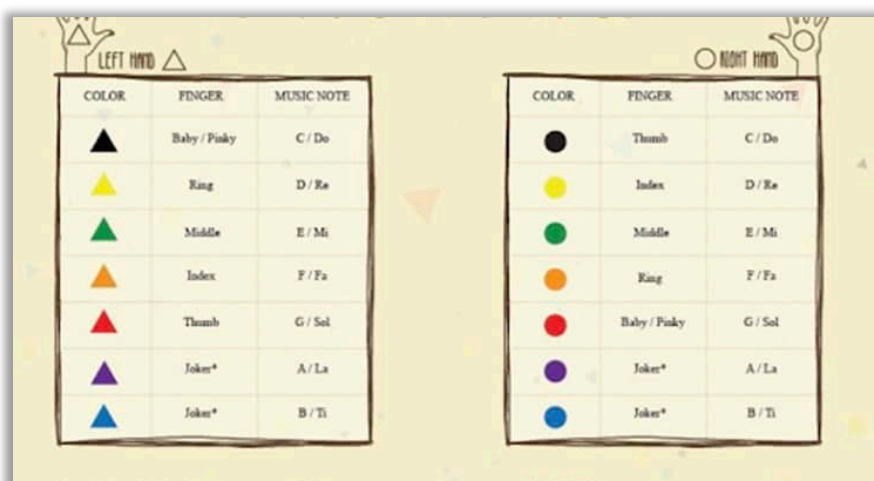 LEFT HAND
COLOR FINGER MUSIC NOTE
Baby / Pinky C / Do
Ring D / Re
Middle E / Mi
Index F / Fa
Thumb G / Sol
Joker* A / La
Joker* B / Ti
RIGHT HAND
COLOR FINGER MUSIC NOTE
Thumb C / Do
Index D / Re
Middle E / Mi
Ring F / Fa
Baby / Pinky G / Sol
Joker* A / La
Joker* B / Ti